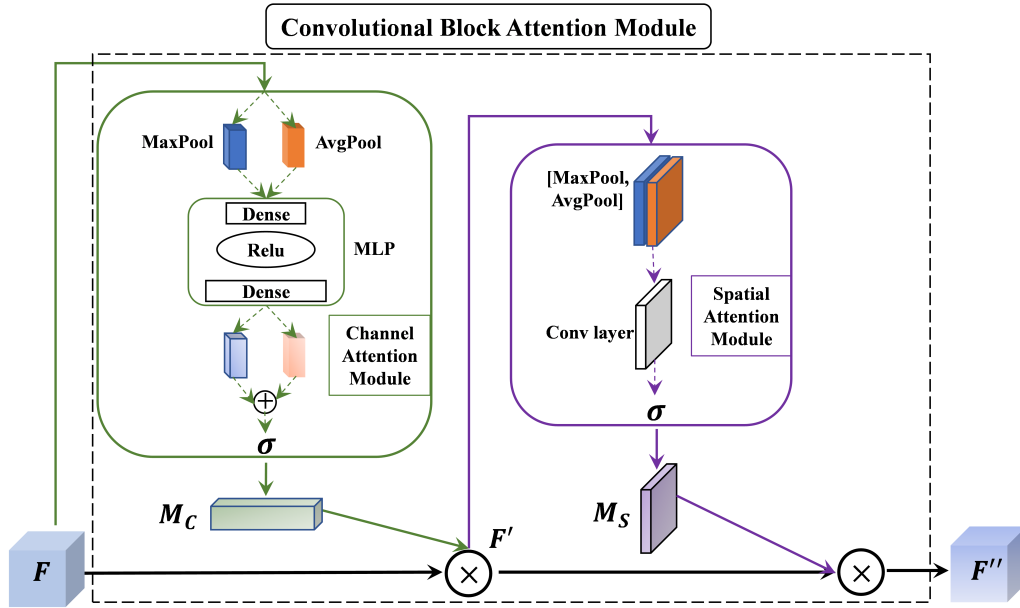 Convolutional Block Attention Module
MaxPool
AvgPool
Dense
Relu
MLP
Dense
Channel
Attention
Module
+
σ
M_C
F
×
F′
[MaxPool,
AvgPool]
Conv layer
Spatial
Attention
Module
σ
M_S
×
F′′